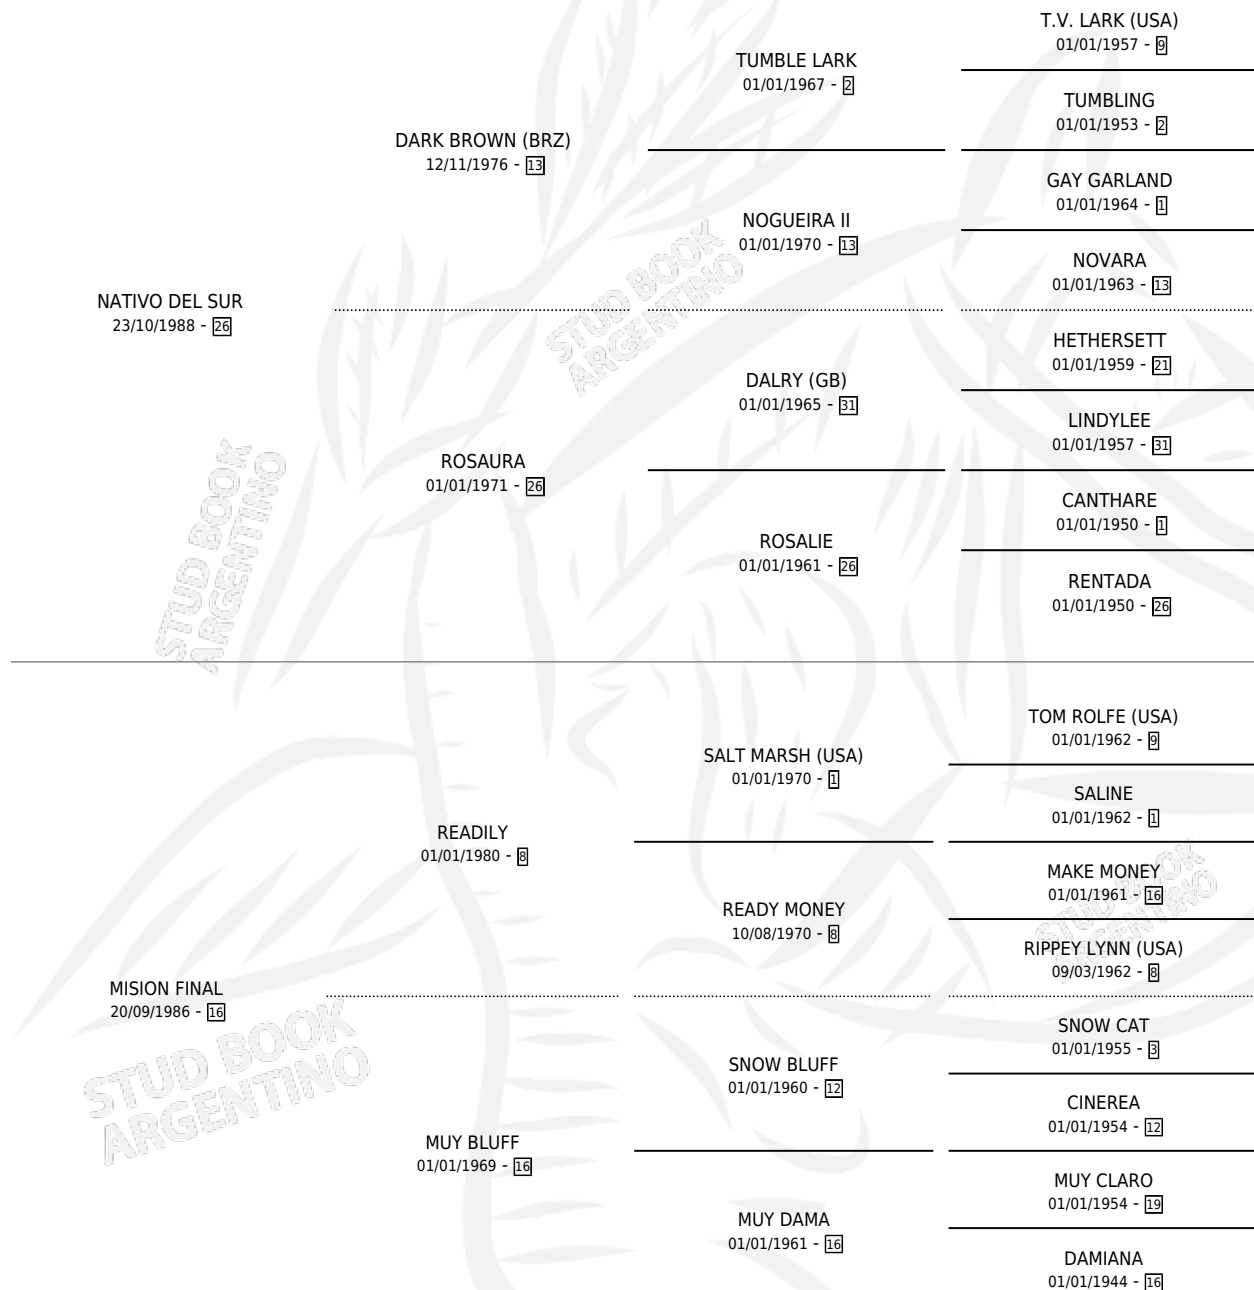 T.V. LARK (USA)
01/01/1957 - 9
TUMBLE LARK
01/01/1967 - 2
TUMBLING
01/01/1953 - 2
DARK BROWN (BRZ)
12/11/1976 - 13
GAY GARLAND
01/01/1964 - 1
NOGUEIRA II
01/01/1970 - 13
NOVARA
01/01/1963 - 13
NATIVO DEL SUR
23/10/1988 - 26
STUD BOOK
ARGENTINO
HETHERSETT
01/01/1959 - 21
DALRY (GB)
01/01/1965 - 31
LINDYLEE
01/01/1957 - 31
ROSAURA
01/01/1971 - 26
STUD BOOK
ARGENTINO
CANTHARE
01/01/1950 - 1
ROSALIE
01/01/1961 - 26
RENTADA
01/01/1950 - 26
TOM ROLFE (USA)
01/01/1962 - 9
SALT MARSH (USA)
01/01/1970 - 1
SALINE
01/01/1962 - 1
READILY
01/01/1980 - 8
MAKE MONEY
01/01/1961 - 16
STUD BOOK
ARGENTINO
READY MONEY
10/08/1970 - 8
RIPPEY LYNN (USA)
09/03/1962 - 8
MISION FINAL
20/09/1986 - 16
STUD BOOK
ARGENTINO
SNOW CAT
01/01/1955 - 3
SNOW BLUFF
01/01/1960 - 12
CINEREA
01/01/1954 - 12
MUY BLUFF
01/01/1969 - 16
MUY CLARO
01/01/1954 - 19
MUY DAMA
01/01/1961 - 16
DAMIANA
01/01/1944 - 16